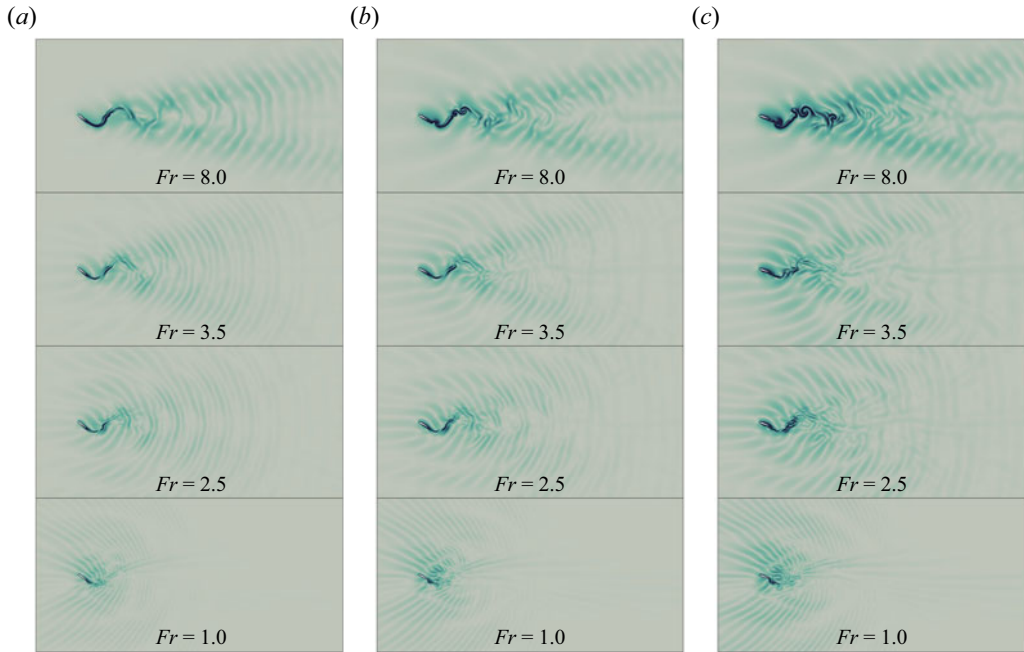 (a) (b) (c)
Fr = 8.0 Fr = 8.0 Fr = 8.0
Fr = 3.5 Fr = 3.5 Fr = 3.5
Fr = 2.5 Fr = 2.5 Fr = 2.5
Fr = 1.0 Fr = 1.0 Fr = 1.0